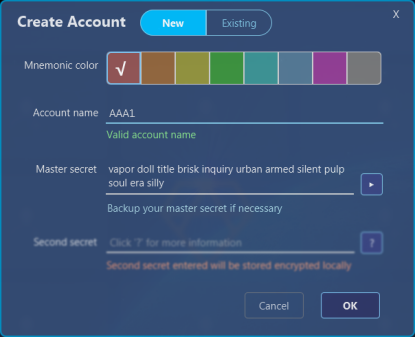 Create Account
New
Existing
X
Mnemonic color
√
Account name
AAA1
Valid account name
Master secret
vapor doll title brisk inquiry urban armed silent pulp
soul era silly
Backup your master secret if necessary
Second secret
Click '?' for more information
?
Second secret entered will be stored encrypted locally
Cancel
OK